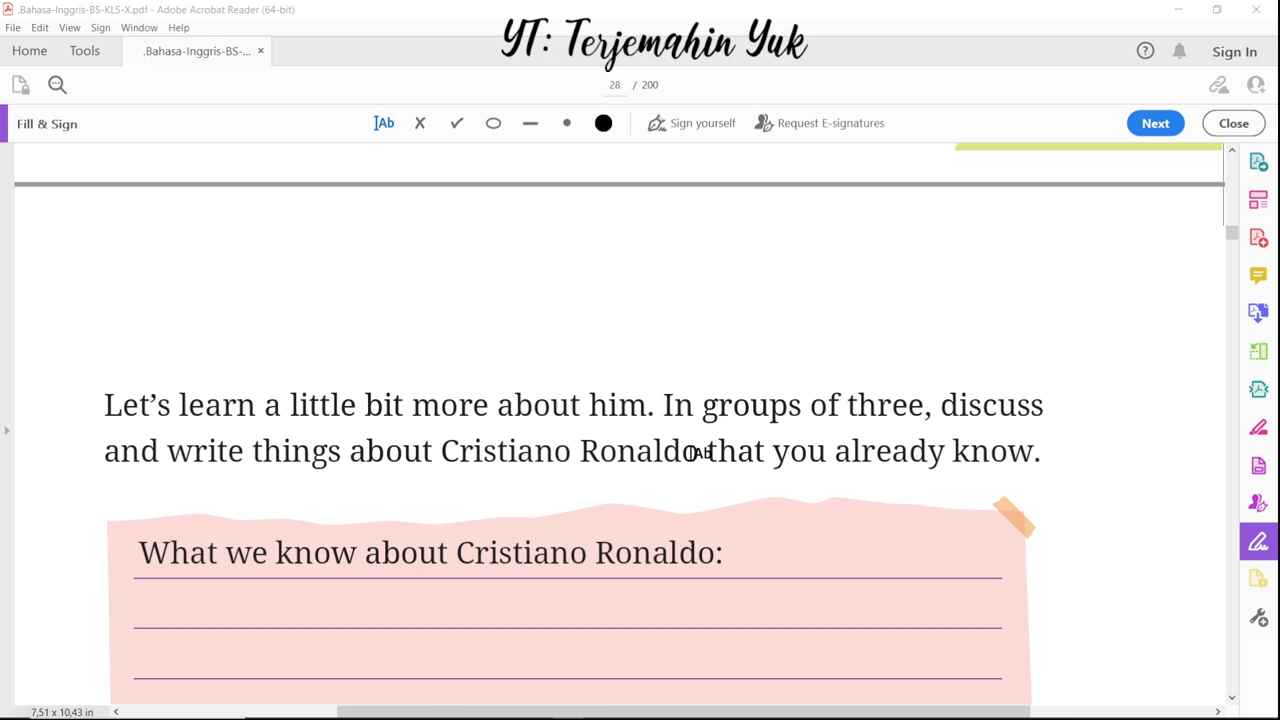 .Bahasa-Inggris-BS-KLS-X.pdf - Adobe Acrobat Reader (64-bit)
YT: Terjemahin Yuk
File Edit View Sign Window Help
Home Tools .Bahasa-Inggris-BS-... × Sign In
28 / 200
Fill & Sign Ab Sign yourself Request E-signatures Next Close
Let’s learn a little bit more about him. In groups of three, discuss
and write things about Cristiano Ronaldo that you already know.
Ab
What we know about Cristiano Ronaldo:
7,51 x 10,43 in